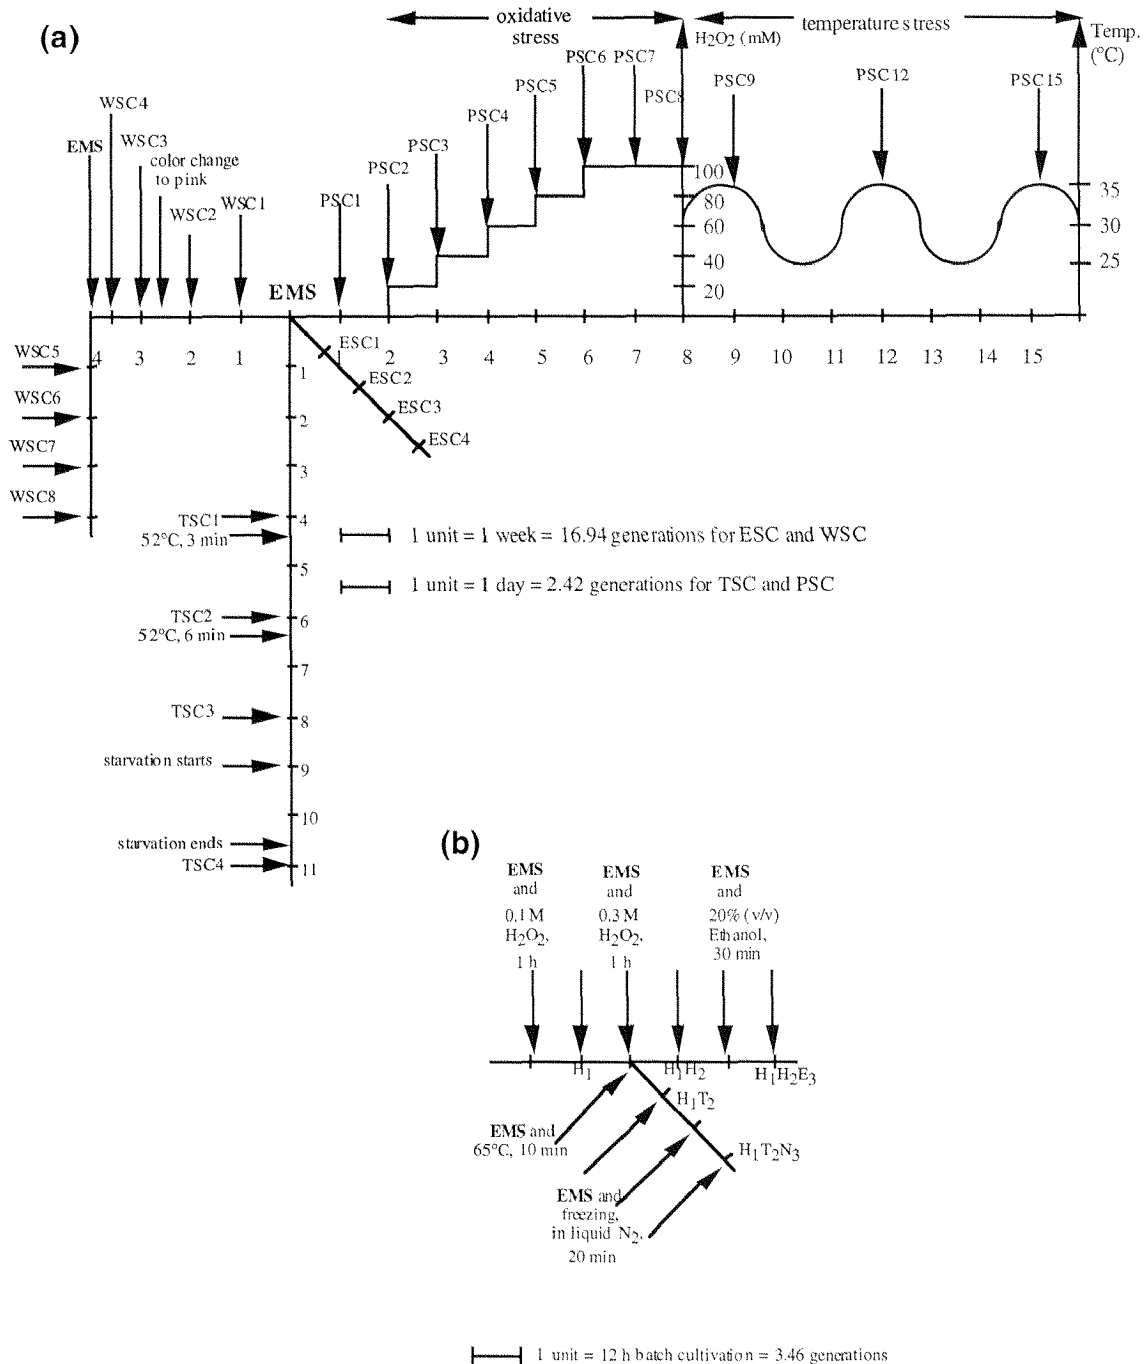 (a)
oxidative
stress
temperature stress
H2O2 (mM)
Temp.
(°C)
EMS
WSC4
WSC3
color change
to pink
WSC2
WSC1
EMS
PSC1
PSC2
PSC3
PSC4
PSC5
PSC6
PSC7
PSC8
PSC9
PSC12
PSC15
100
80
60
40
20
35
30
25
4 3 2 1 1 2 3 4 5 6 7 8 9 10 11 12 13 14 15
WSC5
WSC6
WSC7
WSC8
ESC1
ESC2
ESC3
ESC4
1
2
3
4
5
6
7
8
9
10
11
TSC1
52°C, 3 min
TSC2
52°C, 6 min
TSC3
starvation starts
starvation ends
TSC4
1 unit = 1 week = 16.94 generations for ESC and WSC
1 unit = 1 day = 2.42 generations for TSC and PSC
(b)
EMS
and
0.1M
H2O2,
1 h
EMS
and
0.3M
H2O2,
1 h
EMS
and
20% (v/v)
Ethanol,
30 min
H1
H1H2
H1H2E3
H1T2
H1T2N3
EMS and
65°C, 10 min
EMS and
freezing,
in liquid N2,
20 min
1 unit = 12 h batch cultivation = 3.46 generations